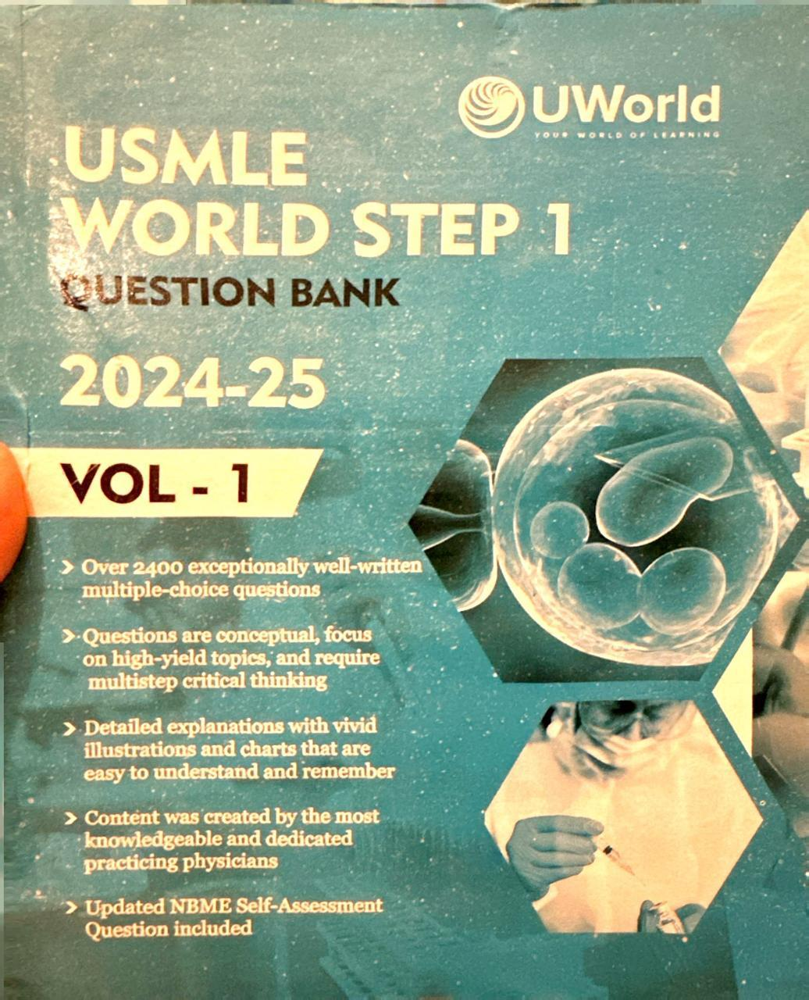 UWorld
YOUR WORLD OF LEARNING
USMLE
WORLD STEP 1
QUESTION BANK
2024-25
VOL - 1
> Over 2400 exceptionally well-written
multiple-choice questions
> Questions are conceptual, focus
on high-yield topics, and require
multistep critical thinking
> Detailed explanations with vivid
illustrations and charts that are
easy to understand and remember
> Content was created by the most
knowledgeable and dedicated
practicing physicians
> Updated NBME Self-Assessment
Question included